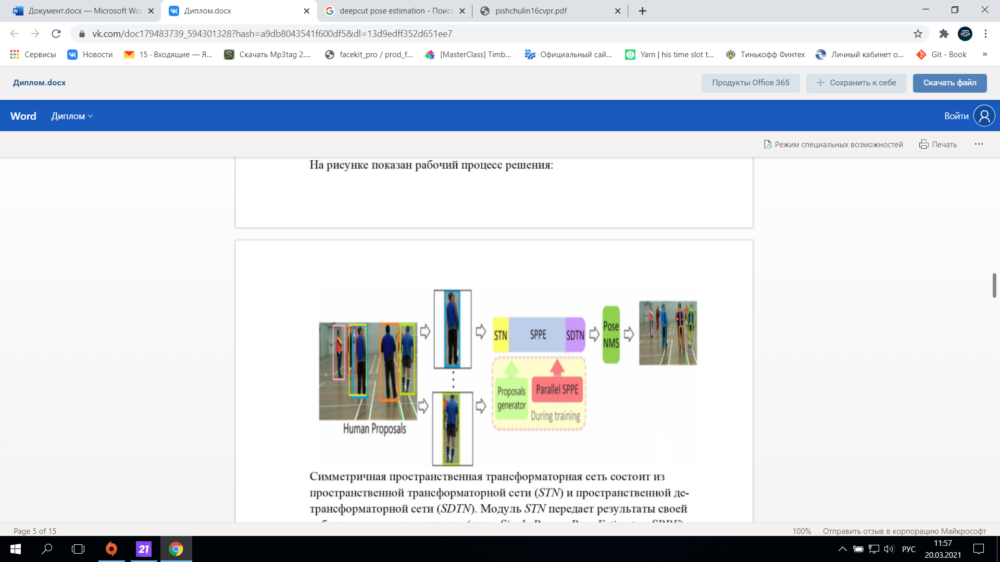 Документ.docx — Microsoft Wor
Диплом.docx
deepcut pose estimation - Поиск
pishchulin16cvpr.pdf
vk.com/doc179483739_594301328?hash=a9db8043541f600df5&dl=13d9edff352d651ee7
Сервисы
Новости
15 · Входящие — Я...
Скачать Mp3tag 2....
facekit_pro / prod_f...
[MasterClass] Timb...
Официальный сай...
Yarn | his time slot t...
Тинькофф Финтех
Личный кабинет о...
Git - Book
»
Диплом.docx
Продукты Office 365
+ Сохранить к себе
Скачать файл
Word
Диплом
Войти
Режим специальных возможностей
Печать
...
На рисунке показан рабочий процесс решения:
STN
SPPE
SDTN
Pose
NMS
Proposals
generator
Parallel SPPE
During training
Human Proposals
Симметричная пространственная трансформаторная сеть состоит из
пространственной трансформаторной сети (STN) и пространственной де-
трансформаторной сети (SDTN). Модуль STN передает результаты своей
Page 5 of 15
100%
Отправить отзыв в корпорацию Майкрософт
21
РУС
11:57
20.03.2021